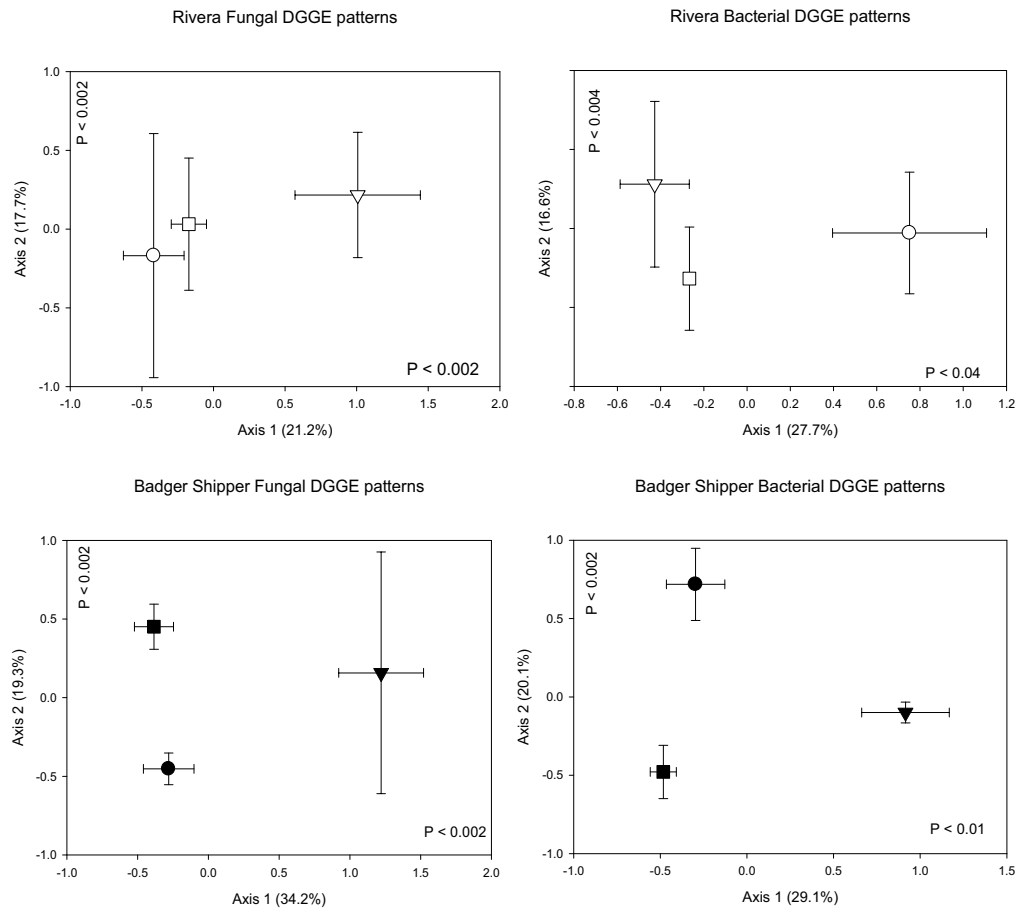 Rivera Fungal DGGE patterns
Rivera Bacterial DGGE patterns
1.0
0.5
0.0
-0.5
-1.0
Axis 2 (17.7%)
P < 0.002
P < 0.002
-1.0 -0.5 0.0 0.5 1.0 1.5 2.0
Axis 1 (21.2%)
Axis 2 (16.6%)
P < 0.004
P < 0.04
-0.8 -0.6 -0.4 -0.2 0.0 0.2 0.4 0.6 0.8 1.0 1.2
Axis 1 (27.7%)
Badger Shipper Fungal DGGE patterns
Badger Shipper Bacterial DGGE patterns
1.0
0.5
0.0
-0.5
-1.0
Axis 2 (19.3%)
P < 0.002
P < 0.002
-1.0 -0.5 0.0 0.5 1.0 1.5 2.0
Axis 1 (34.2%)
1.0
0.5
0.0
-0.5
-1.0
Axis 2 (20.1%)
P < 0.002
P < 0.01
-1.0 -0.5 0.0 0.5 1.0 1.5
Axis 1 (29.1%)